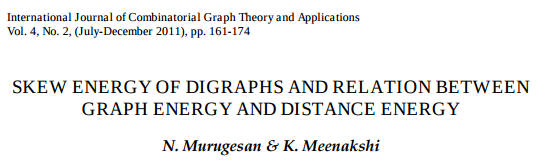 International Journal of Combinatorial Graph Theory and Applications
Vol. 4, No. 2, (July-December 2011), pp. 161-174
SKEW ENERGY OF DIGRAPHS AND RELATION BETWEEN
GRAPH ENERGY AND DISTANCE ENERGY
N. Murugesan & K. Meenakshi